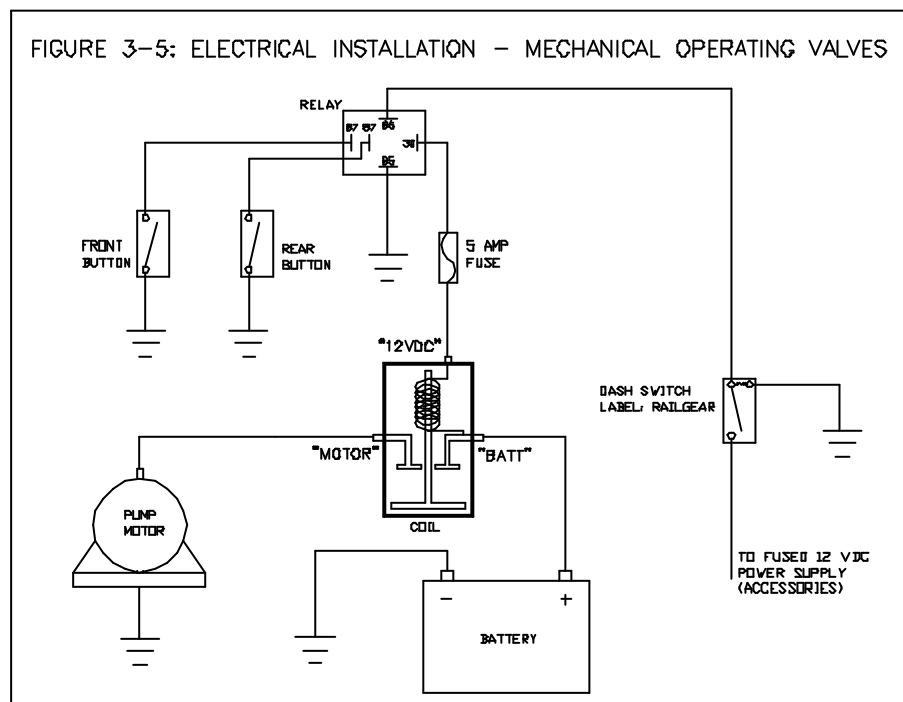 FIGURE 3-5: ELECTRICAL INSTALLATION - MECHANICAL OPERATING VALVES
RELAY
87 87 86
30
85
FRONT
BUTTON
REAR
BUTTON
5 AMP
FUSE
"12VDC"
DASH SWITCH
LABEL: RAILGEAR
"MOTOR"
"BATT"
COIL
PUMP
MOTOR
TO FUSED 12 VDC
POWER SUPPLY
(ACCESSORIES)
- +
BATTERY